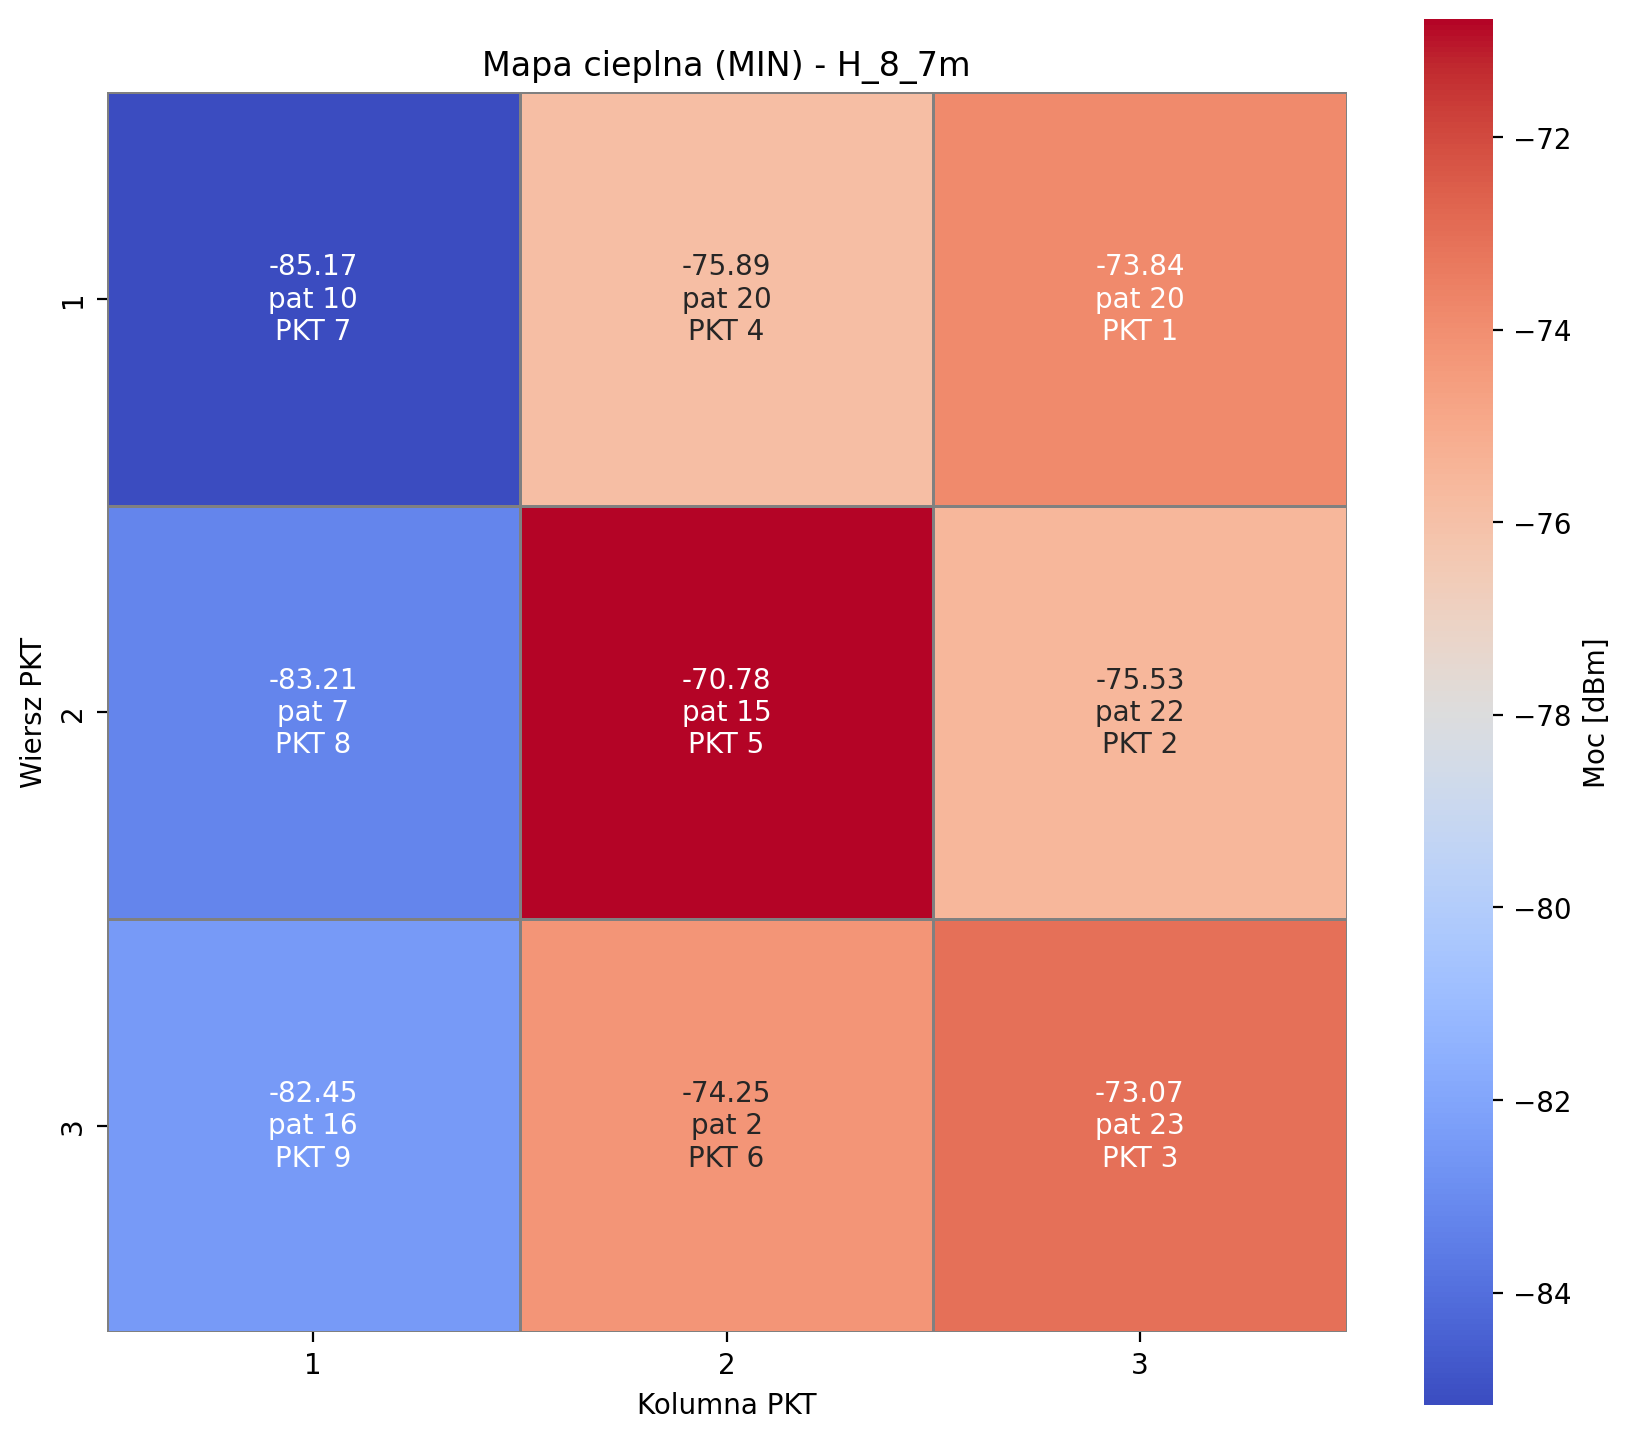 Mapa cieplna (MIN) - H_8_7m
-85.17
pat 10
PKT 7
-75.89
pat 20
PKT 4
-73.84
pat 20
PKT 1
-83.21
pat 7
PKT 8
-70.78
pat 15
PKT 5
-75.53
pat 22
PKT 2
-82.45
pat 16
PKT 9
-74.25
pat 2
PKT 6
-73.07
pat 23
PKT 3
1
2
3
Wiersz PKT
1
2
3
Kolumna PKT
−72
−74
−76
−78
−80
−82
−84
Moc [dBm]